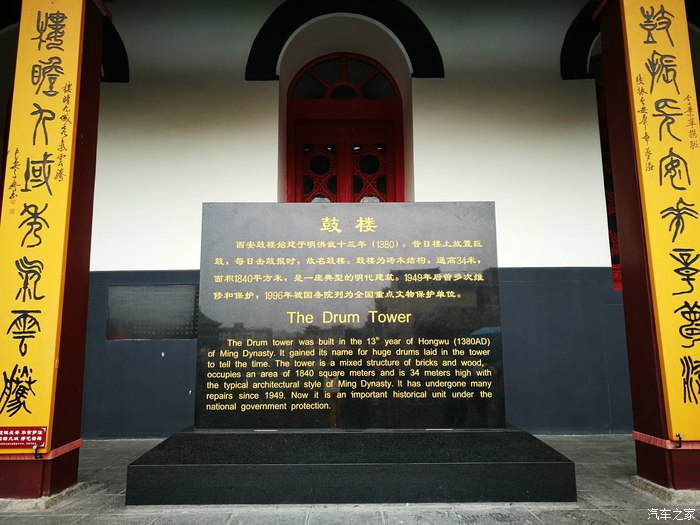 鼓楼
西安鼓楼始建于明洪武十三年（1380）。昔日楼上放置巨
鼓，每日击鼓报时，故名鼓楼。鼓楼为砖木结构，通高34米，
面积1840平方米，是一座典型的明代建筑。1949年后曾多次维
修和保护，1996年被国务院列为全国重点文物保护单位。
The Drum Tower
The Drum tower was built in the 13th year of Hongwu (1380AD)
of Ming Dynasty. It gained its name for huge drums laid in the tower
to tell the time. The tower is a mixed structure of bricks and wood,
occupies an area of 1840 square meters and is 34 meters high with
the typical architectural style of Ming Dynasty. It has undergone many
repairs since 1949. Now it is an important historical unit under the
national government protection.
樓瞻九域秀氣雲騰
汽车之家